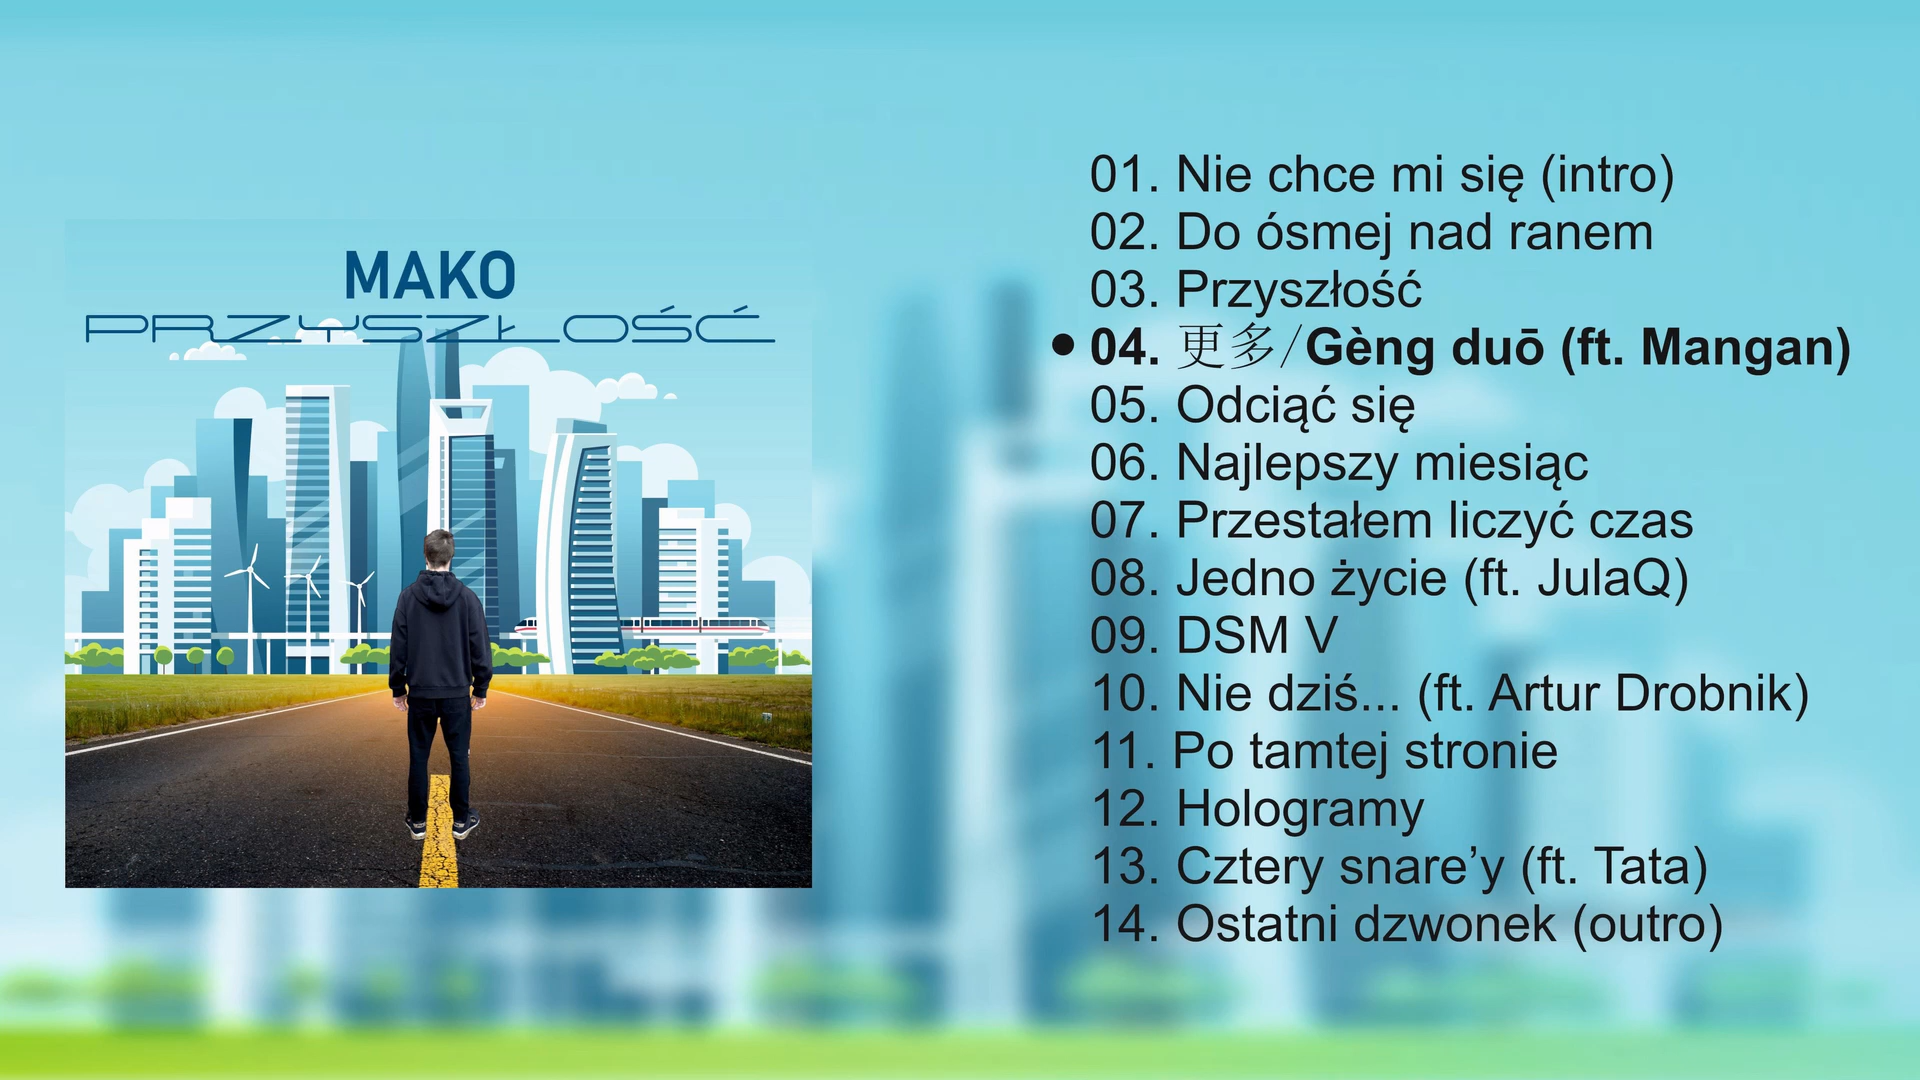 MAKO
PRZYSZŁOŚĆ
01. Nie chce mi się (intro)
02. Do ósmej nad ranem
03. Przyszłość
• 04. 更多/Gèng duō (ft. Mangan)
05. Odciąć się
06. Najlepszy miesiąc
07. Przestałem liczyć czas
08. Jedno życie (ft. JulaQ)
09. DSM V
10. Nie dziś... (ft. Artur Drobnik)
11. Po tamtej stronie
12. Hologramy
13. Cztery snare’y (ft. Tata)
14. Ostatni dzwonek (outro)